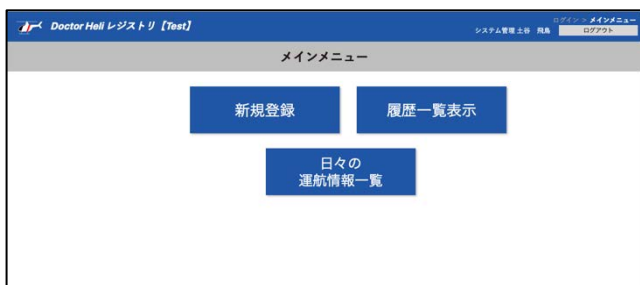 Doctor Heli レジストリ【Test】
ログイン > メインメニュー
システム管理 土谷 飛鳥
ログアウト
メインメニュー
新規登録
履歴一覧表示
日々の
運航情報一覧